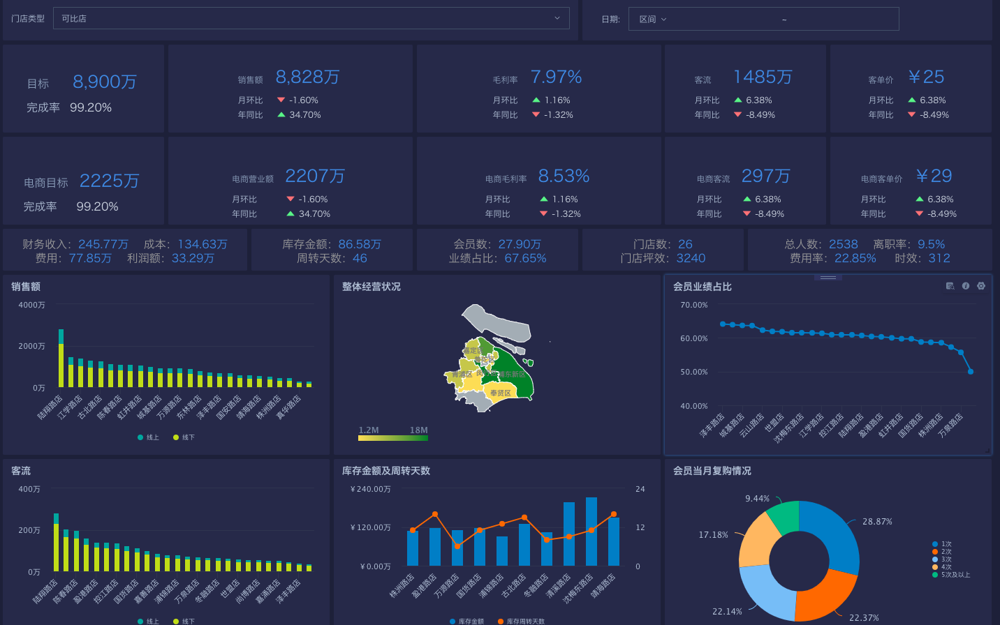 门店类型 可比店 日期: 区间 ~
目标 8,900万
完成率 99.20%
销售额 8,828万
月环比 -1.60%
年同比 34.70%
毛利率 7.97%
月环比 1.16%
年同比 -1.32%
客流 1485万
月环比 6.38%
年同比 -8.49%
客单价 ￥25
月环比 6.38%
年同比 -8.49%
电商目标 2225万
完成率 99.20%
电商营业额 2207万
月环比 -1.60%
年同比 34.70%
电商毛利率 8.53%
月环比 1.16%
年同比 -1.32%
电商客流 297万
月环比 6.38%
年同比 -8.49%
电商客单价 ￥29
月环比 6.38%
年同比 -8.49%
财务收入: 245.77万 成本: 134.63万
费用: 77.85万 利润额: 33.29万
库存金额: 86.58万
周转天数: 46
会员数: 27.90万
业绩占比: 67.65%
门店数: 26
门店坪效: 3240
总人数: 2538 离职率: 9.5%
费用率: 22.85% 时效: 312
销售额
4000万
2000万
0万
陆翔路店 江学路店 古北路店 陈春路店 虹井路店 城基路店 万源路店 东林路店 泽丰路店 国安路店 靖海路店 株洲路店 真华路店
线上 线下
整体经营状况
嘉定区
普陀区
青浦区
浦东新区
奉贤区
1.2M 18M
会员业绩占比
70.00%
60.00%
50.00%
40.00%
泽丰路店 城基路店 云山路店 世盟店 沈梅东路店 江学路店 控江路店 陆翔路店 盈港路店 虹井路店 国货路店 株洲路店 万泉路店
客流
400万
200万
0万
陆翔路店 陈春路店 盈港路店 控江路店 国货路店 嘉善路店 浦锦路店 万泉路店 冬融路店 世盟店 尚博路店 嘉涌路店 泽丰路店
线上 线下
库存金额及周转天数
￥240.00万 24
￥120.00万 12
￥0.00万 0
株洲路店 盈港路店 万源路店 国货路店 浦锦路店 古北路店 冬融路店 清溪路店 沈梅东路店 靖海路店
库存金额 库存周转天数
会员当月复购情况
9.44%
28.87%
17.18%
22.14%
22.37%
1次
2次
3次
4次
5次及以上